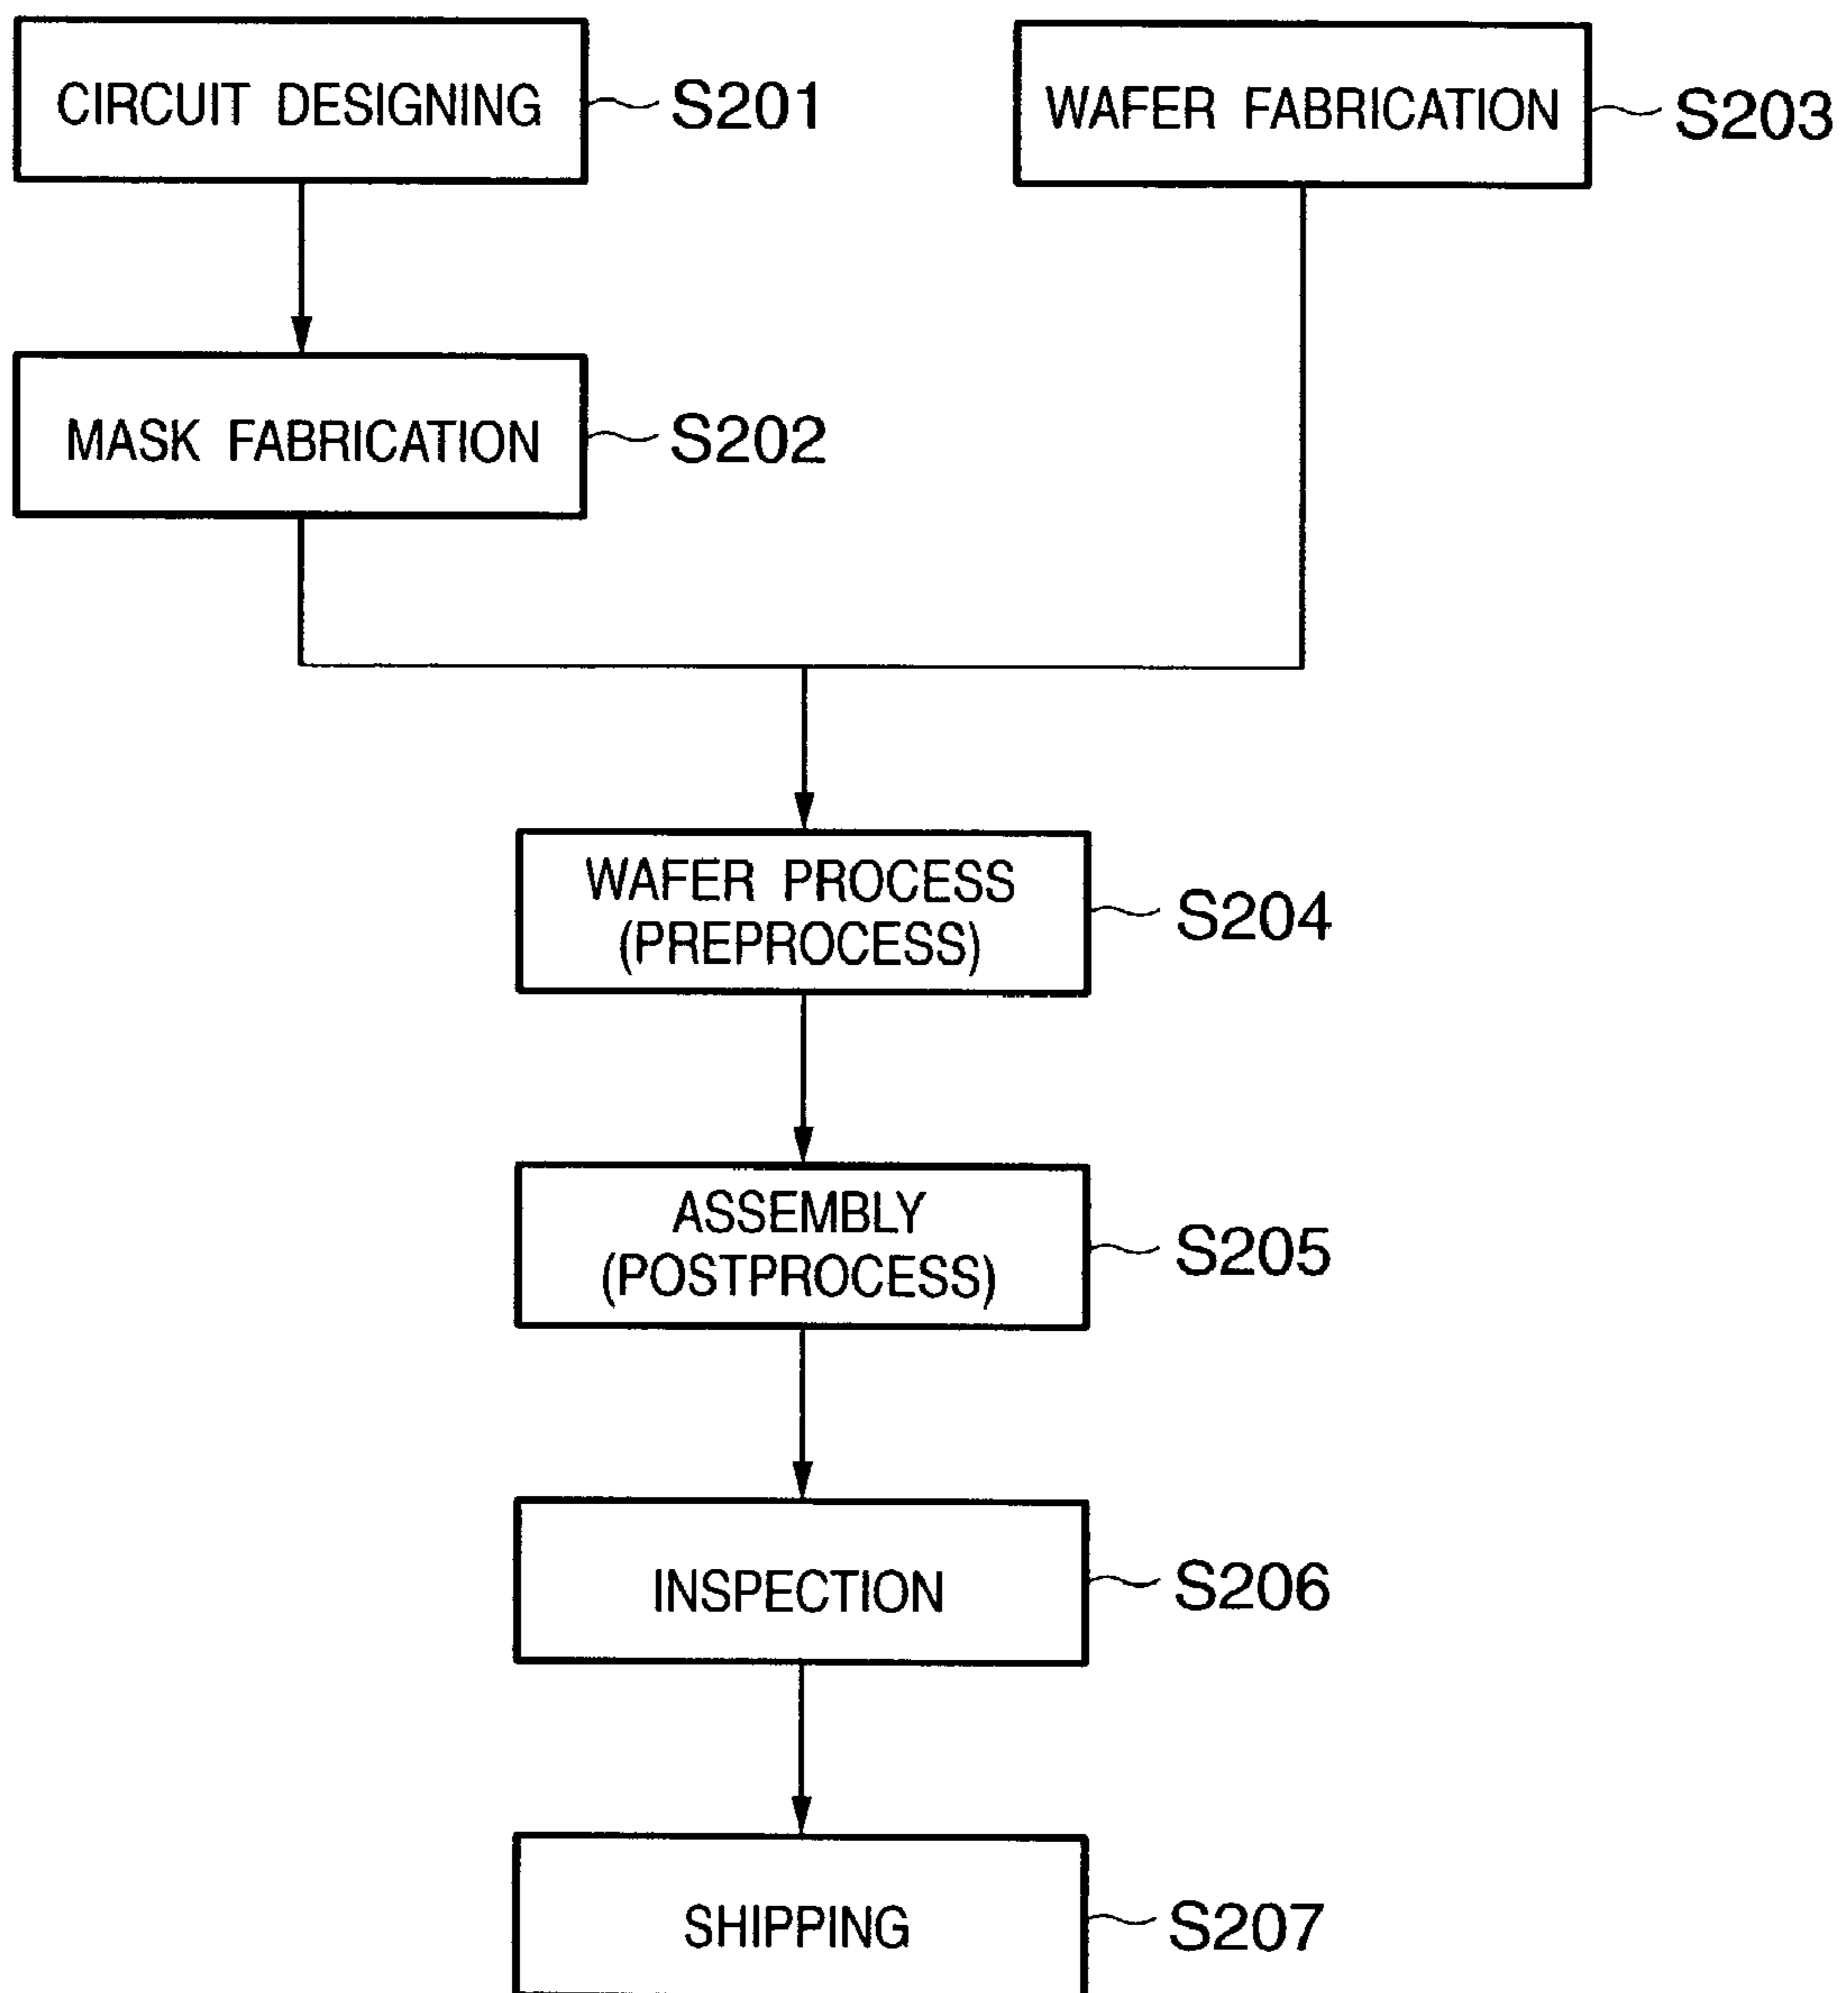 CIRCUIT DESIGNING
S201
WAFER FABRICATION
S203
MASK FABRICATION
S202
WAFER PROCESS
(PREPROCESS)
S204
ASSEMBLY
(POSTPROCESS)
S205
INSPECTION
S206
SHIPPING
S207